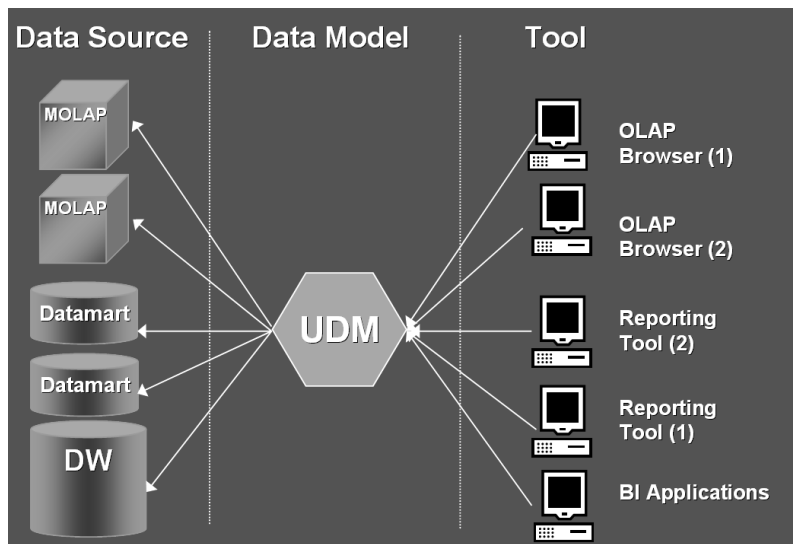 Data Source
Data Model
Tool
MOLAP
MOLAP
Datamart
Datamart
DW
UDM
OLAP
Browser (1)
OLAP
Browser (2)
Reporting
Tool (2)
Reporting
Tool (1)
BI Applications